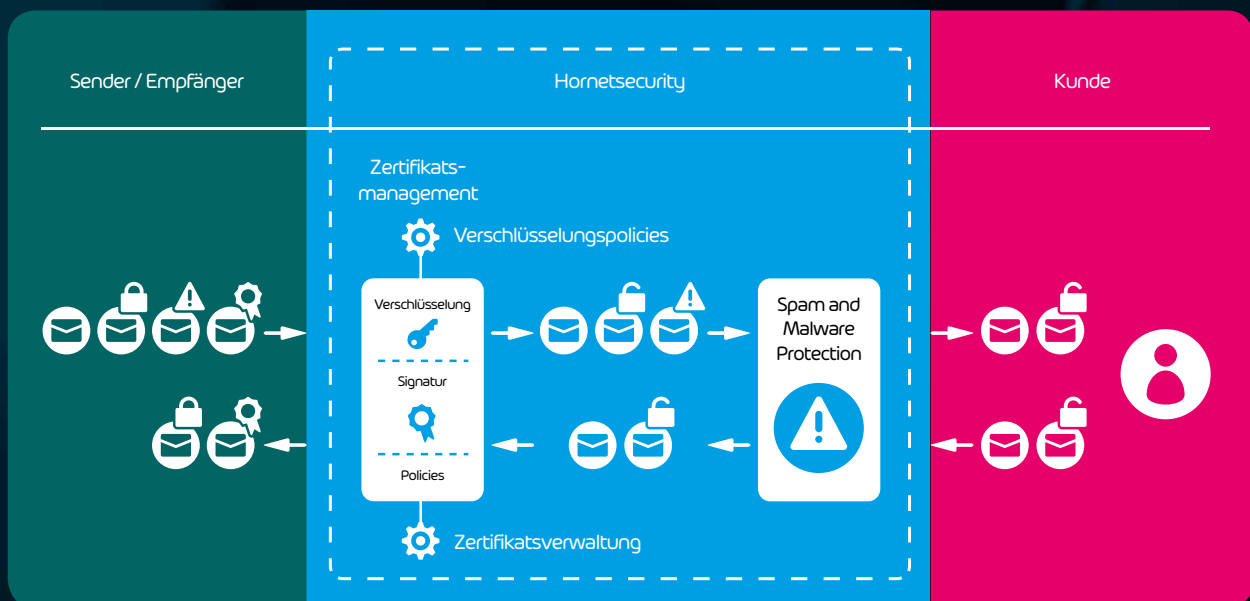 Sender / Empfänger
Hornetsecurity
Kunde
Zertifikats-
management
Verschlüsselungspolicies
Verschlüsselung
Signatur
Policies
Spam and
Malware
Protection
Zertifikatsverwaltung